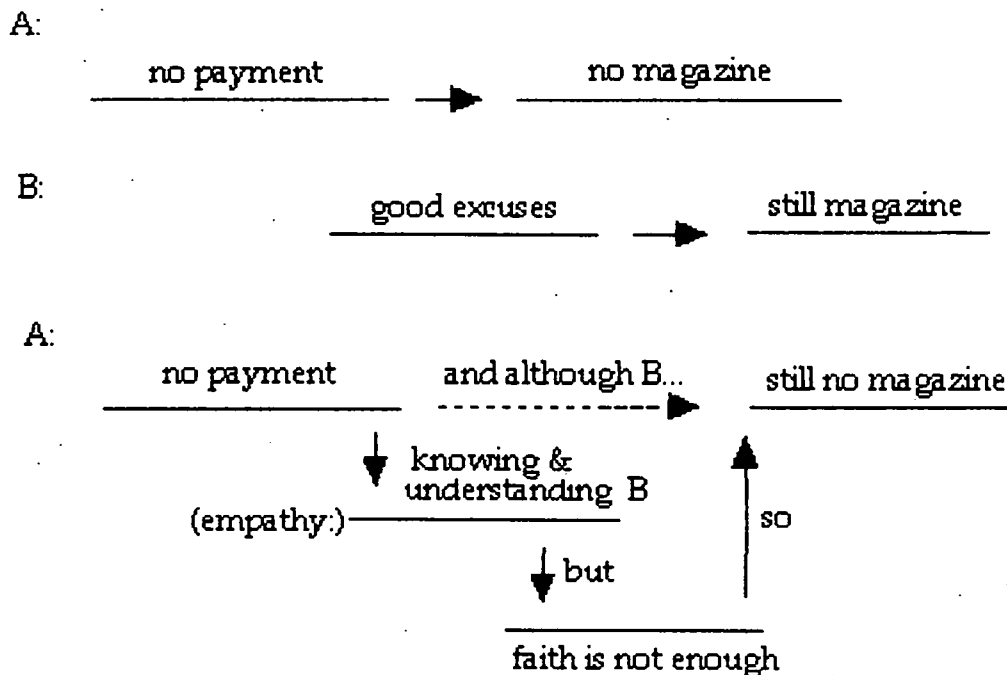 A:
no payment no magazine
B:
good excuses still magazine
A:
no payment and although B... still no magazine
knowing &
understanding B
(empathy:)
so
but
faith is not enough